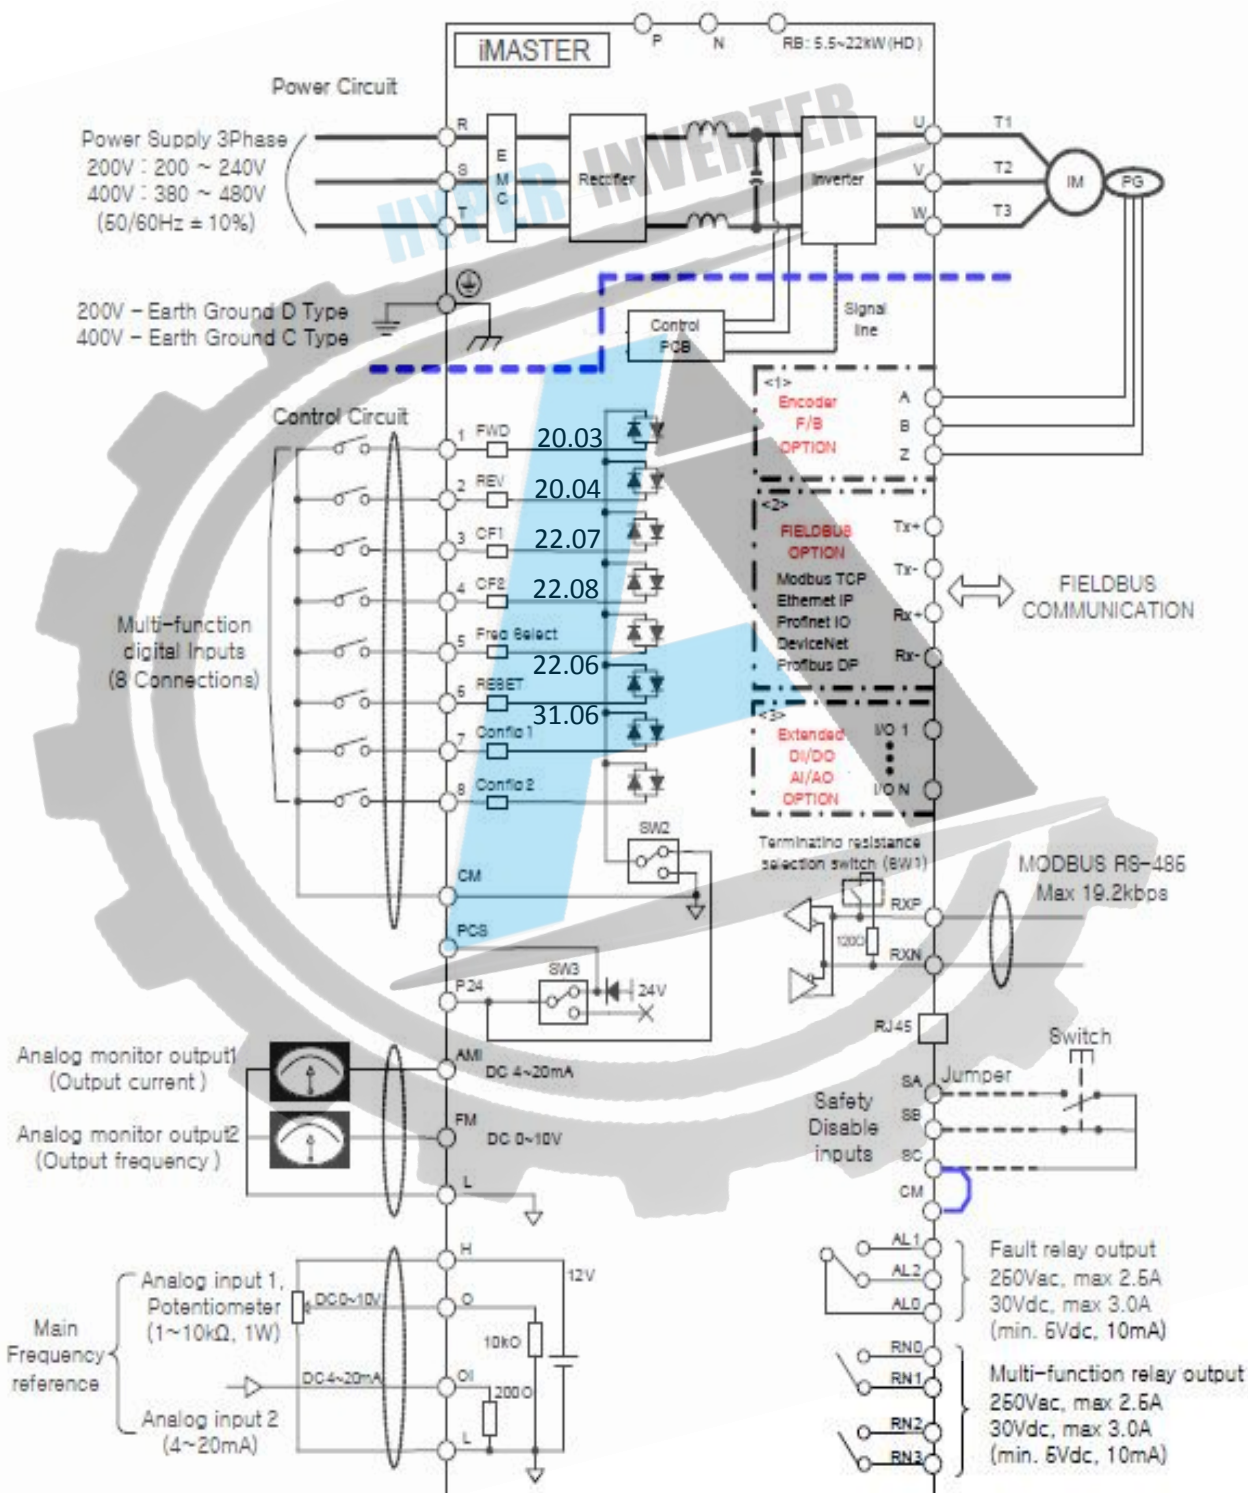 iMASTER
P
N
RB: 5.5~22kW(HD)
Power Circuit
HYPER INVERTER
Power Supply 3Phase
200V : 200 ~ 240V
400V : 380 ~ 480V
(50/60Hz ± 10%)
R
S
T
E
M
C
Rectifier
Inverter
U
V
W
T1
T2
T3
IM
PG
200V - Earth Ground D Type
400V - Earth Ground C Type
Control
PCB
Signal
line
<1>
Encoder
F/B
OPTION
A
B
Z
Control Circuit
1 FWD 20.03
2 REV 20.04
3 CF1 22.07
4 CF2 22.08
5 Freq Select
22.06
6 RESET
31.06
7 Config 1
8 Config 2
Multi-function
digital Inputs
(8 Connections)
<2>
FIELDBUS
OPTION
Modbus TCP
Ethernet IP
Profinet IO
DeviceNet
Profibus DP
Tx+
Tx-
Rx+
Rx-
FIELDBUS
COMMUNICATION
<3>
Extended
DI/DO
AI/AO
OPTION
I/O 1
I/O N
SW2
CM
PCS
P24
SW3
24V
Terminating resistance
selection switch (SW1)
120Ω
RXP
RXN
MODBUS RS-485
Max 19.2kbps
RJ45
Analog monitor output1
(Output current )
AMI
DC 4~20mA
Analog monitor output2
(Output frequency )
FM
DC 0~10V
L
Switch
Jumper
Safety
Disable
inputs
SA
SB
SC
CM
H
12V
Analog input 1,
Potentiometer
(1~10kΩ, 1W)
DC0~10V
O
10kΩ
Main
Frequency
reference
DC4~20mA
OI
200Ω
Analog input 2
(4~20mA)
L
AL1
AL2
AL0
Fault relay output
250Vac, max 2.5A
30Vdc, max 3.0A
(min. 5Vdc, 10mA)
RN0
RN1
RN2
RN3
Multi-function relay output
250Vac, max 2.5A
30Vdc, max 3.0A
(min. 5Vdc, 10mA)